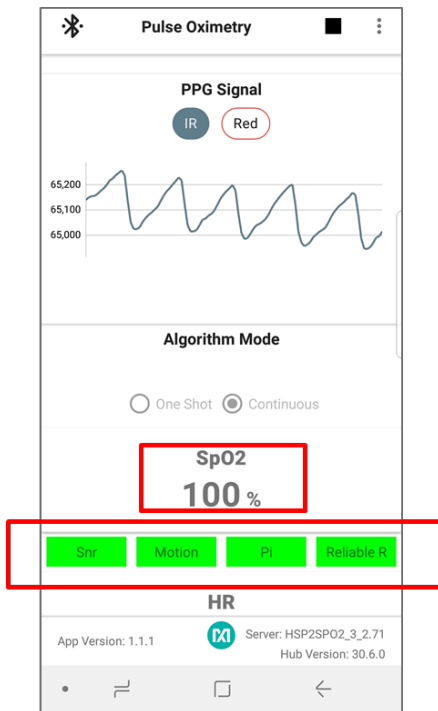 Pulse Oximetry
PPG Signal
IR Red
65,200
65,100
65,000
Algorithm Mode
One Shot Continuous
SpO2
100 %
Snr Motion Pi Reliable R
HR
App Version: 1.1.1
Server: HSP2SPO2_3_2.71
Hub Version: 30.6.0